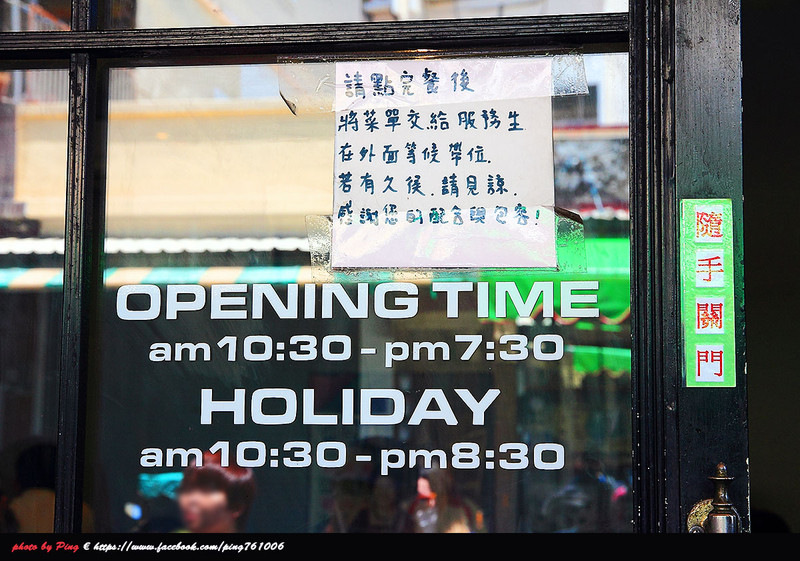 請點完餐後
將菜單交給服務生
在外面等候學位.
若有久候.請見諒.
感謝您的配合與包容!
OPENING TIME
am10:30-pm7:30
HOLIDAY
am10:30-pm8:30
隨手關門
photo by Ping € https://www.facebook.com/ping761006